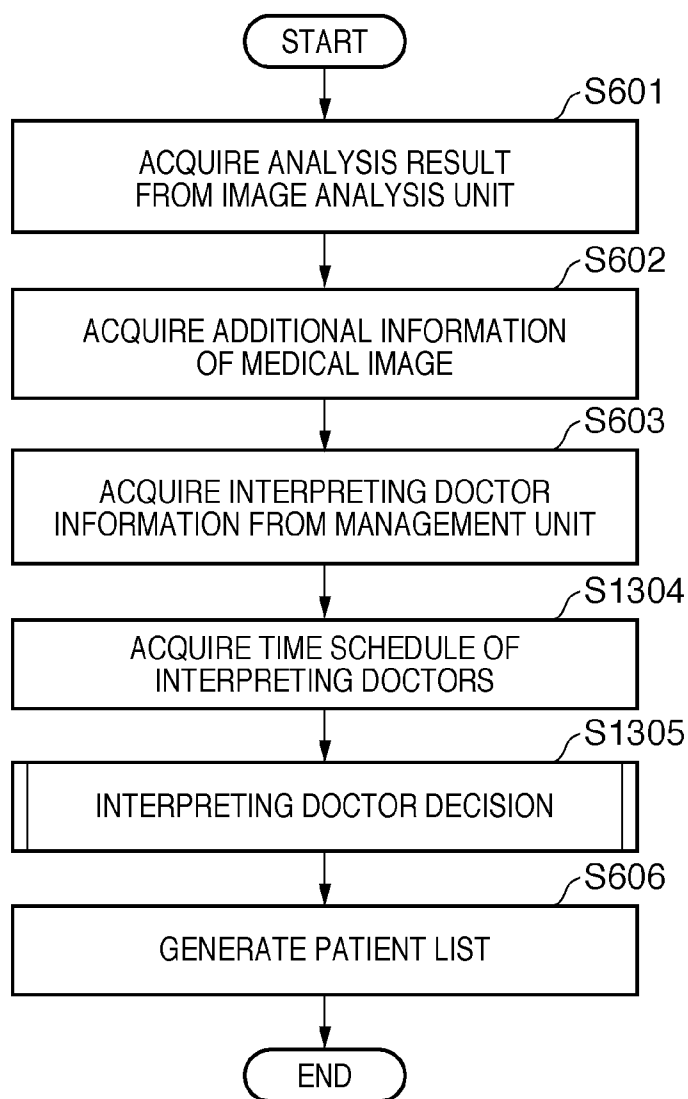 START
S601
ACQUIRE ANALYSIS RESULT
FROM IMAGE ANALYSIS UNIT
S602
ACQUIRE ADDITIONAL INFORMATION
OF MEDICAL IMAGE
S603
ACQUIRE INTERPRETING DOCTOR
INFORMATION FROM MANAGEMENT UNIT
S1304
ACQUIRE TIME SCHEDULE OF
INTERPRETING DOCTORS
S1305
INTERPRETING DOCTOR DECISION
S606
GENERATE PATIENT LIST
END